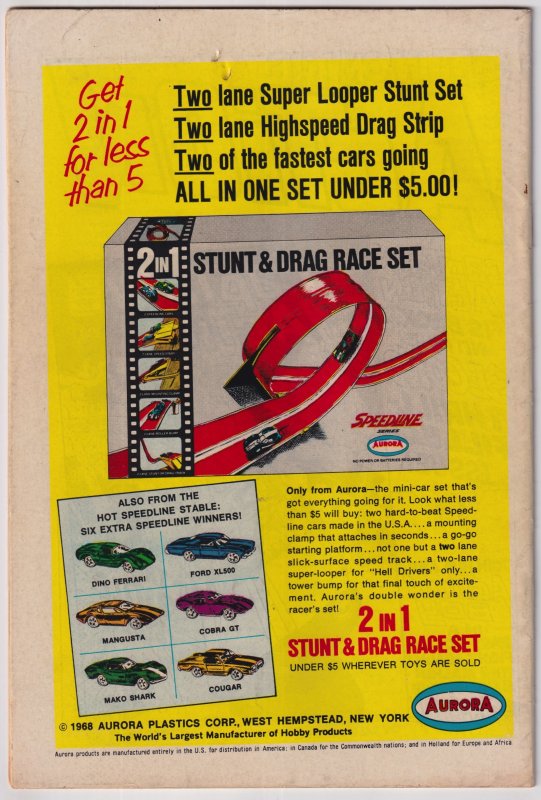 Get
2 in 1
for less
than 5
Two lane Super Looper Stunt Set
Two lane Highspeed Drag Strip
Two of the fastest cars going
ALL IN ONE SET UNDER $5.00!
2 IN 1
STUNT & DRAG RACE SET
SPEEDLINE
SERIES
AURORA
NO POWER OR BATTERIES REQUIRED
ALSO FROM THE
HOT SPEEDLINE STABLE:
SIX EXTRA SPEEDLINE WINNERS!
DINO FERRARI
FORD XL500
MANGUSTA
COBRA GT
MAKO SHARK
COUGAR
Only from Aurora—the mini-car set that's
got everything going for it. Look what less
than $5 will buy: two hard-to-beat Speed-
line cars made in the U.S.A....a mounting
clamp that attaches in seconds...a go-go
starting platform...not one but a two lane
slick-surface speed track...a two-lane
super-looper for "Hell Drivers" only...a
tower bump for that final touch of excite-
ment. Aurora's double wonder is the
racer's set!
2 IN 1
STUNT & DRAG RACE SET
UNDER $5 WHEREVER TOYS ARE SOLD
AURORA
© 1968 AURORA PLASTICS CORP., WEST HEMPSTEAD, NEW YORK
The World's Largest Manufacturer of Hobby Products
Aurora products are manufactured entirely in the U.S. for distribution in America: in Canada for the Commonwealth nations; and in Holland for Europe and Africa